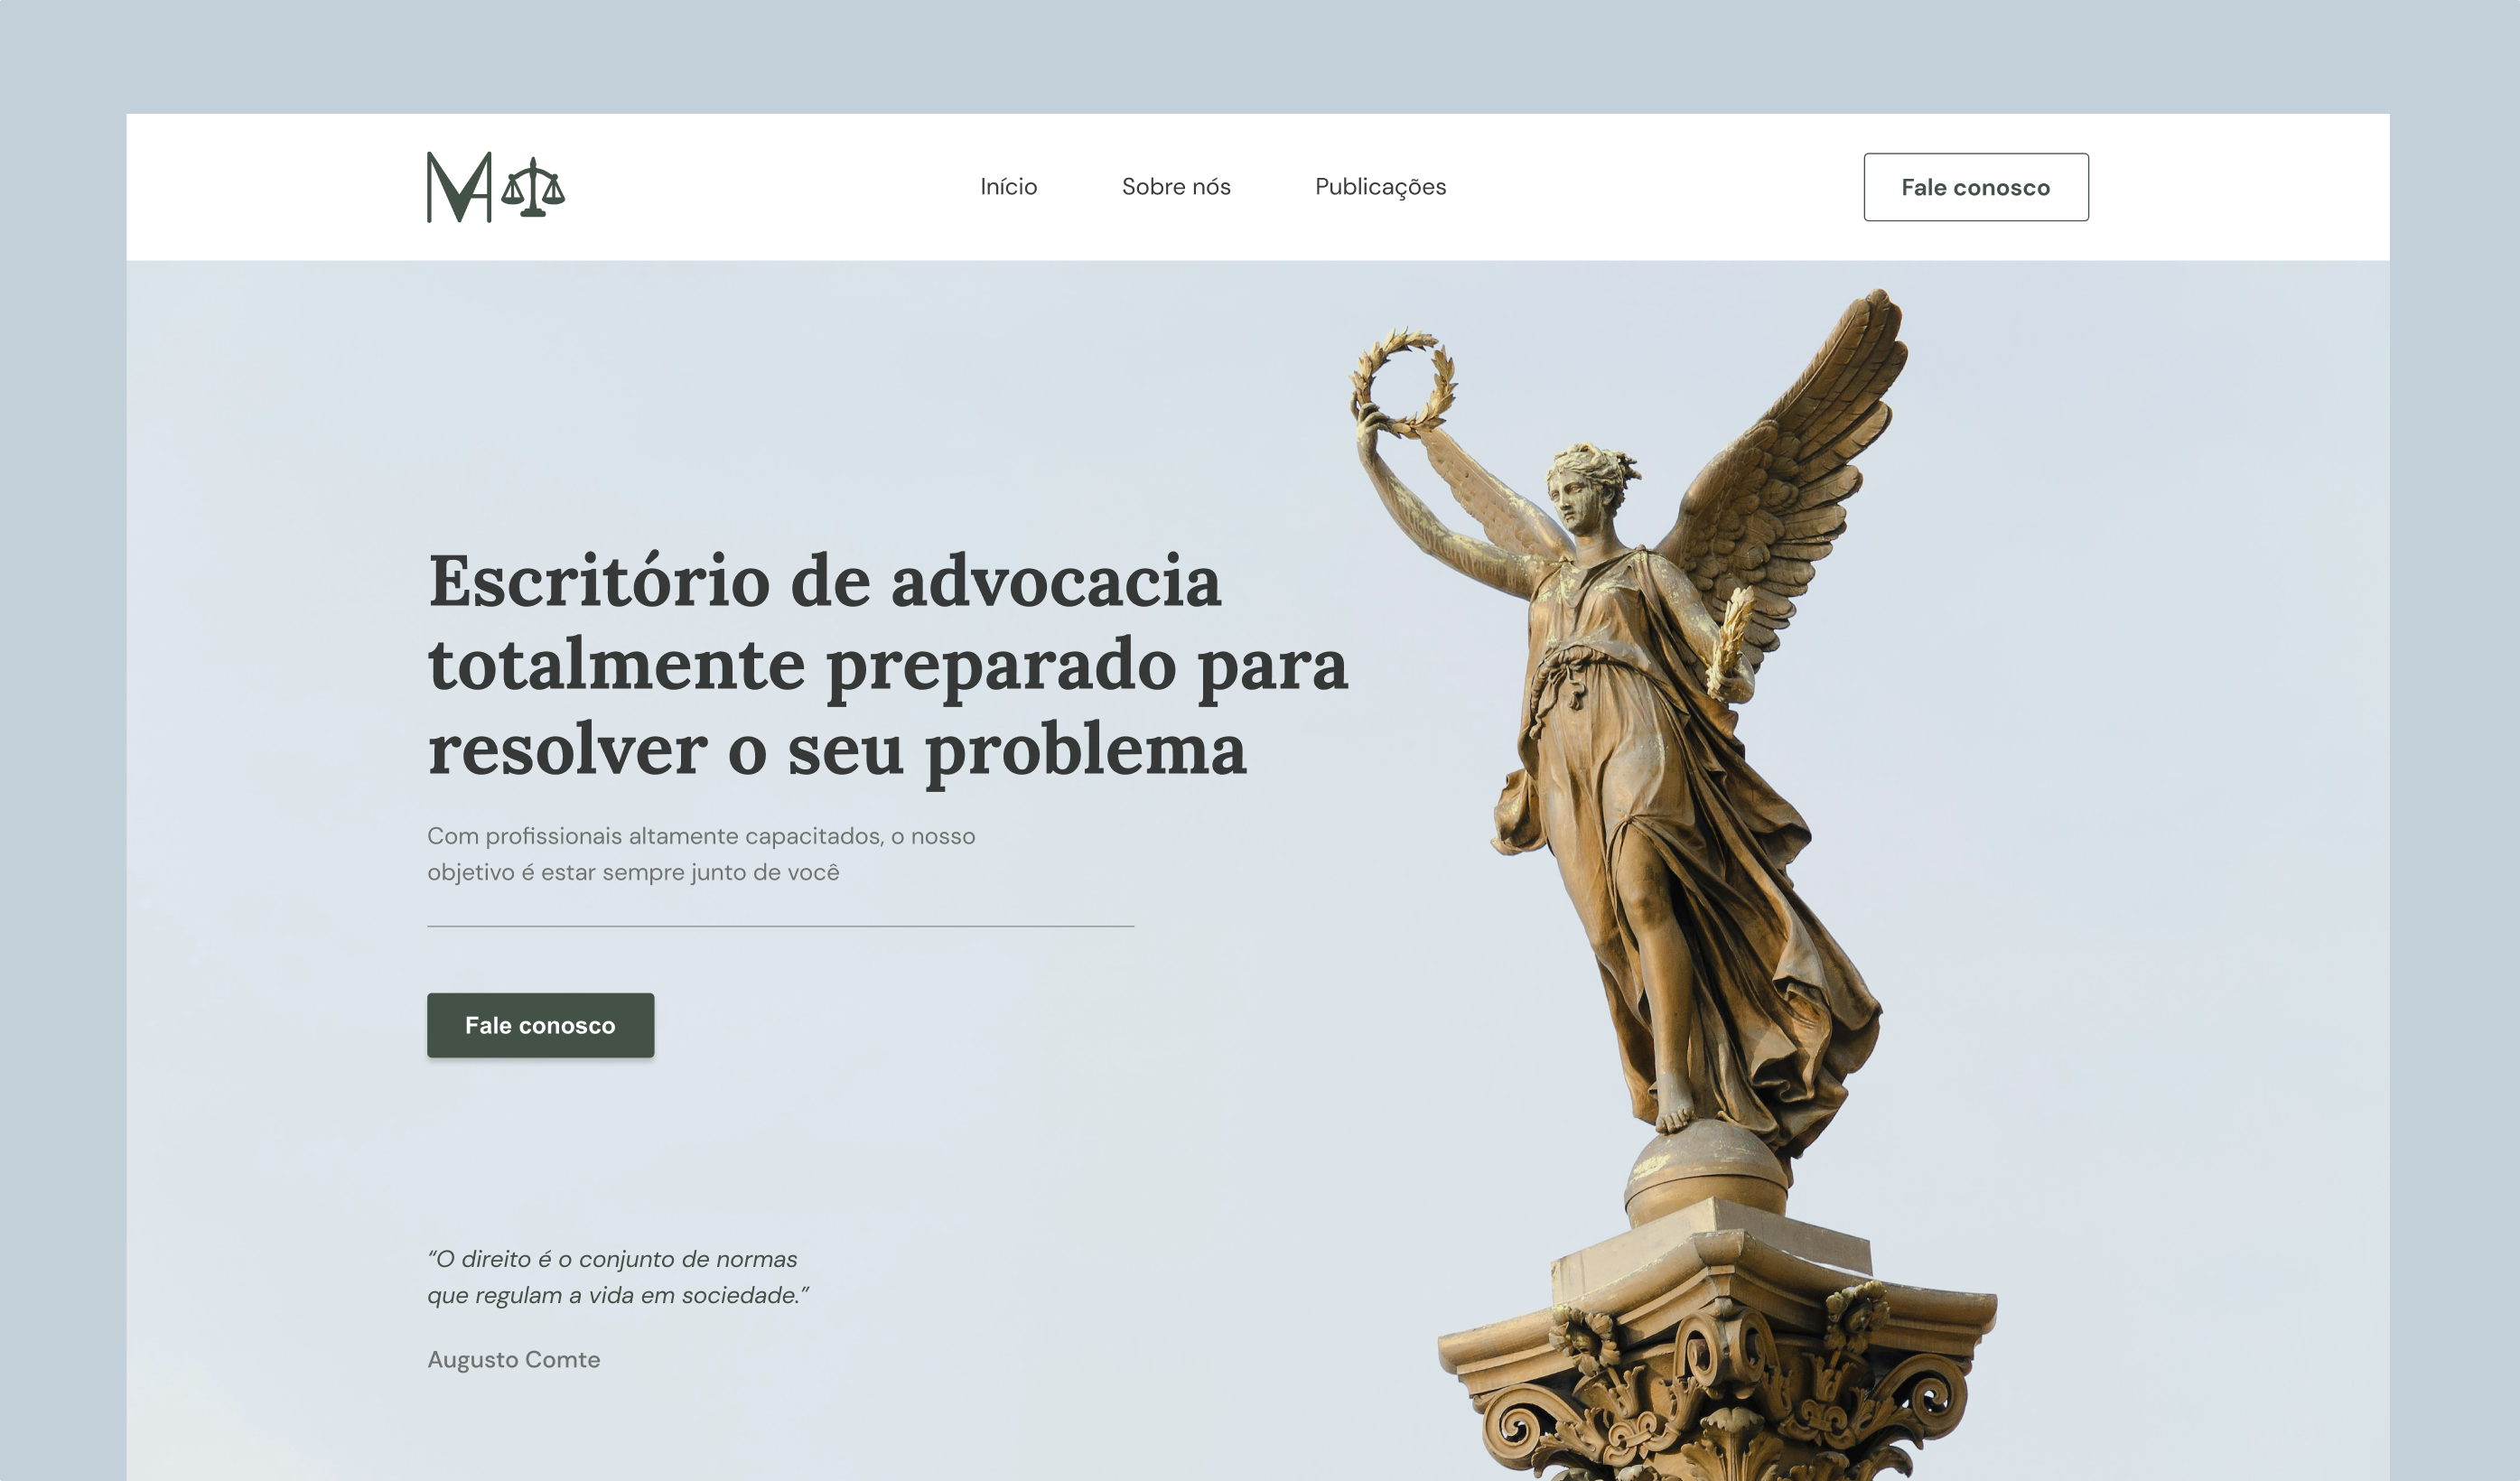 MA
Início
Sobre nós
Publicações
Fale conosco
Escritório de advocacia
totalmente preparado para
resolver o seu problema
Com profissionais altamente capacitados, o nosso
objetivo é estar sempre junto de você
Fale conosco
“O direito é o conjunto de normas
que regulam a vida em sociedade.”
Augusto Comte